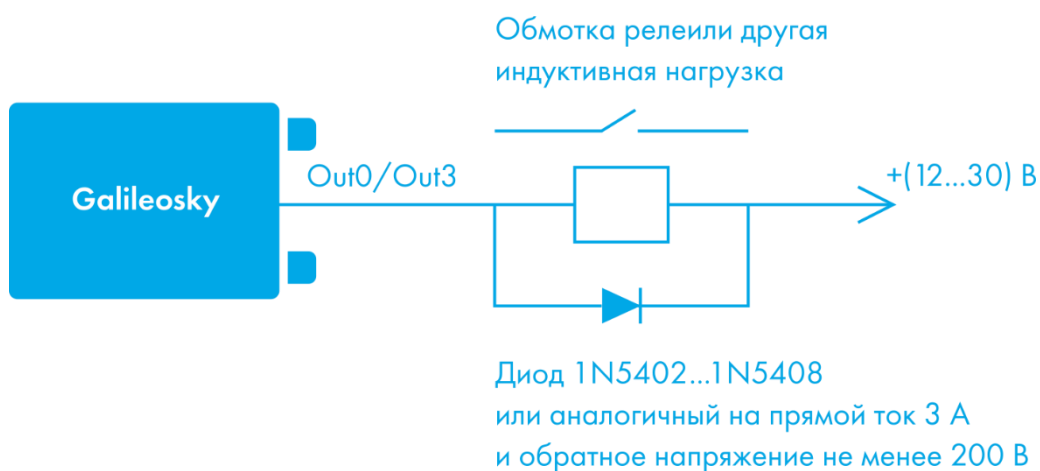 Обмотка релеили другая
индуктивная нагрузка
Galileosky
Out0/Out3
+(12...30) В
Диод 1N5402...1N5408
или аналогичный на прямой ток 3 А
и обратное напряжение не менее 200 В